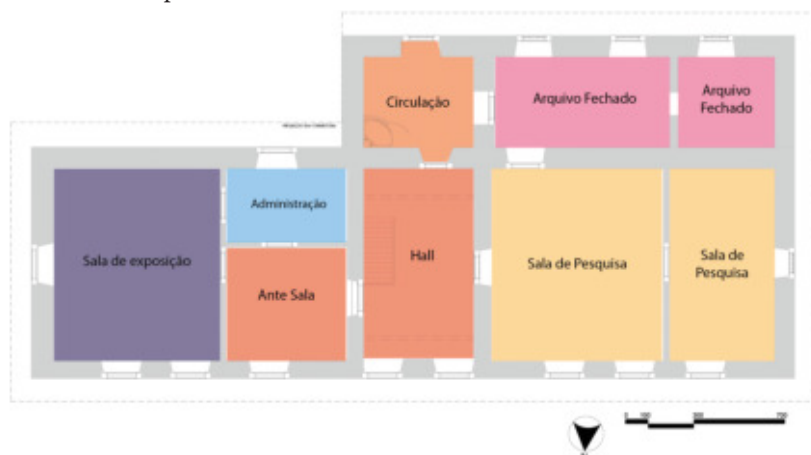 Circulação
Arquivo Fechado
Arquivo
Fechado
Sala de exposição
Administração
Ante Sala
Hall
Sala de Pesquisa
Sala de
Pesquisa